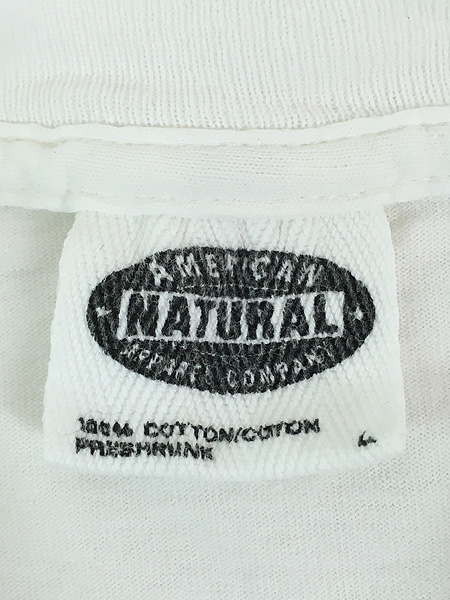 AMERICAN
NATURAL
APPAREL COMPANY
100% COTTON/COTON
PRESHRUNK
L